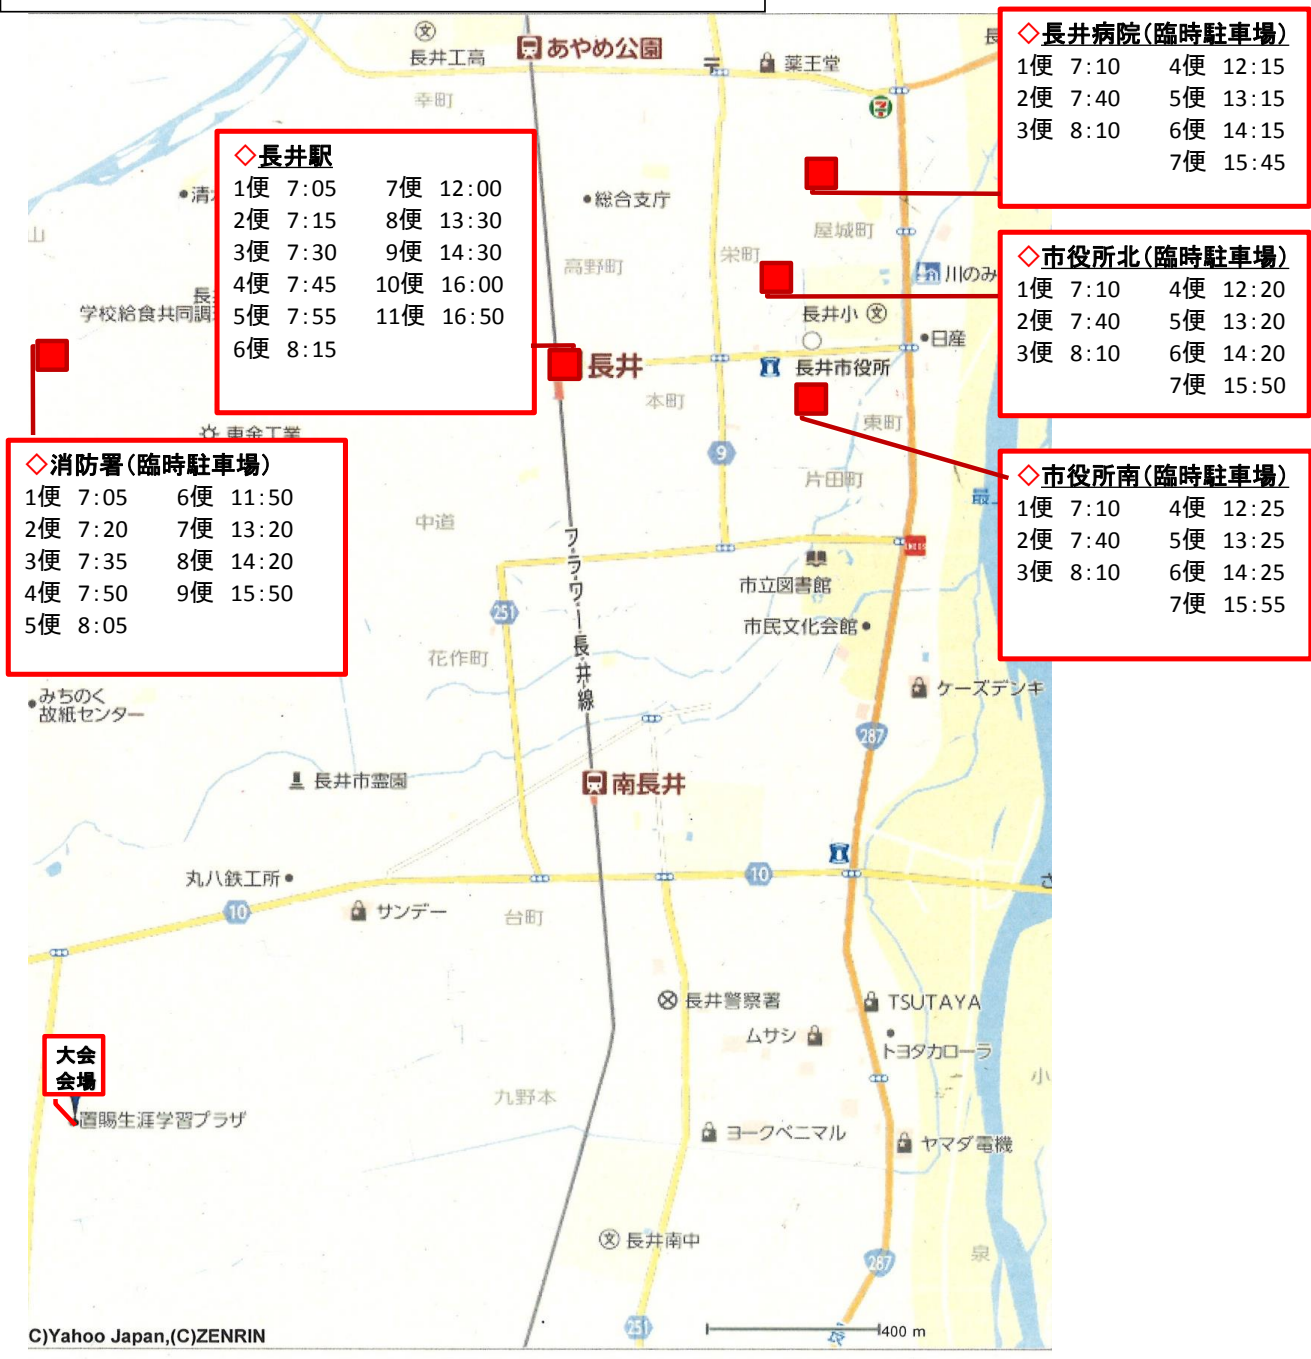 ◇長井病院(臨時駐車場)
1便 7:10 4便 12:15
2便 7:40 5便 13:15
3便 8:10 6便 14:15
7便 15:45
◇長井駅
1便 7:05 7便 12:00
2便 7:15 8便 13:30
3便 7:30 9便 14:30
4便 7:45 10便 16:00
5便 7:55 11便 16:50
6便 8:15
◇市役所北(臨時駐車場)
1便 7:10 4便 12:20
2便 7:40 5便 13:20
3便 8:10 6便 14:20
7便 15:50
◇消防署(臨時駐車場)
1便 7:05 6便 11:50
2便 7:20 7便 13:20
3便 7:35 8便 14:20
4便 7:50 9便 15:50
5便 8:05
◇市役所南(臨時駐車場)
1便 7:10 4便 12:25
2便 7:40 5便 13:25
3便 8:10 6便 14:25
7便 15:55
文
長井工高
あやめ公園
薬王堂
幸町
長
清
山
総合支庁
屋城町
高野町
栄町
川のみ
長
学校給食共同調
長井小 文
日産
長井
長井市役所
本町
東町
東金工業
9
片田町
最上
中道
フラワー長井線
市立図書館
251
市民文化会館
花作町
ケーズデンキ
みちのく
故紙センター
287
長井市霊園
南長井
丸八鉄工所
10
10
さ
サンデー
台町
長井警察署
TSUTAYA
ムサシ
トヨタカローラ
小
大会
会場
九野本
置賜生涯学習プラザ
ヨークベニマル
ヤマダ電機
文 長井南中
泉
287
251
400 m
C)Yahoo Japan,(C)ZENRIN